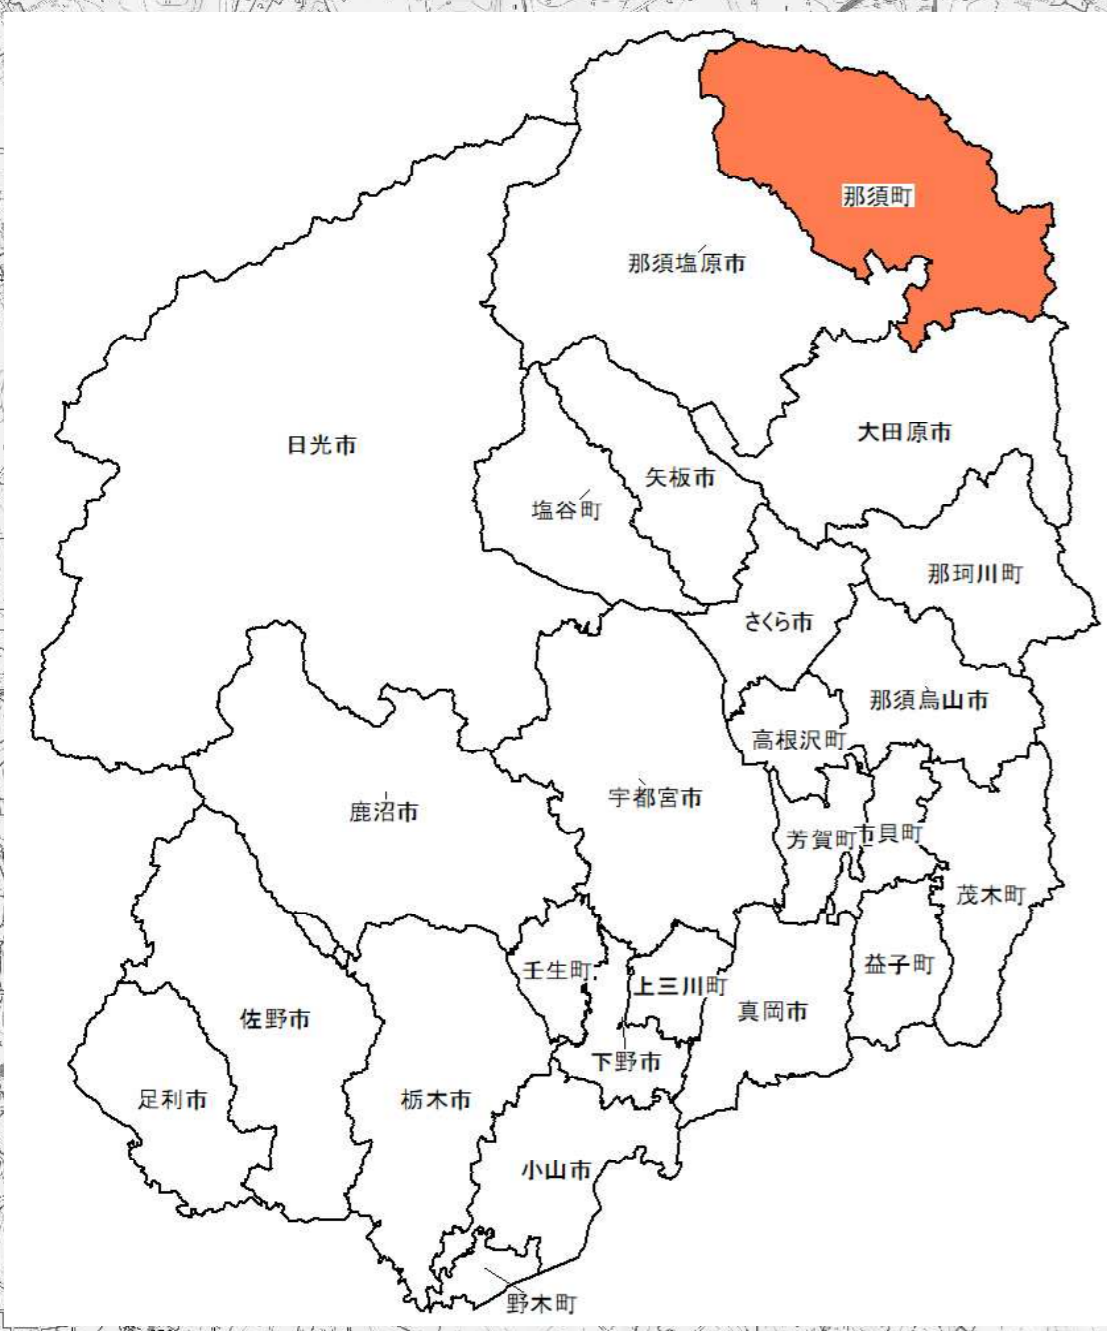 那須町
那須塩原市
大田原市
日光市
矢板市
塩谷町
那珂川町
さくら市
那須烏山市
高根沢町
宇都宮市
鹿沼市
芳賀町
市貝町
茂木町
益子町
壬生町
上三川町
真岡市
佐野市
下野市
足利市
栃木市
小山市
野木町